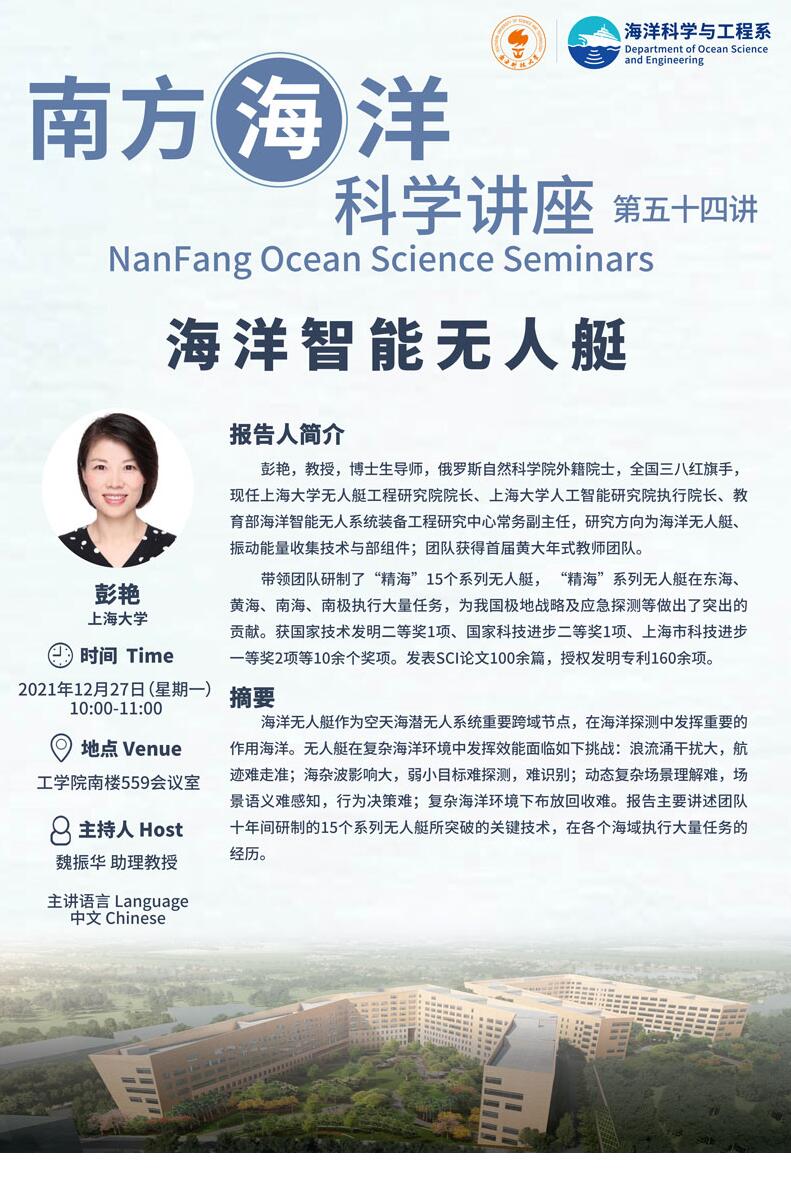 海洋科学与工程系
Department of Ocean Science
and Engineering
南方海洋
科学讲座 第五十四讲
NanFang Ocean Science Seminars
海洋智能无人艇
彭艳
上海大学
时间 Time
2021年12月27日(星期一)
10:00-11:00
地点 Venue
工学院南楼559会议室
主持人 Host
魏振华 助理教授
主讲语言 Language
中文 Chinese
报告人简介
彭艳，教授，博士生导师，俄罗斯自然科学院外籍院士，全国三八红旗手，
现任上海大学无人艇工程研究院院长、上海大学人工智能研究院执行院长、教
育部海洋智能无人系统装备工程研究中心常务副主任，研究方向为海洋无人艇、
振动能量收集技术与部组件；团队获得首届黄大年式教师团队。
带领团队研制了“精海”15个系列无人艇，“精海”系列无人艇在东海、
黄海、南海、南极执行大量任务，为我国极地战略及应急探测等做出了突出的
贡献。获国家技术发明二等奖1项、国家科技进步二等奖1项、上海市科技进步
一等奖2项等10余个奖项。发表SCI论文100余篇，授权发明专利160余项。
摘要
海洋无人艇作为空天海潜无人系统重要跨域节点，在海洋探测中发挥重要的
作用海洋。无人艇在复杂海洋环境中发挥效能面临如下挑战：浪流涌干扰大，航
迹难走准；海杂波影响大，弱小目标难探测，难识别；动态复杂场景理解难，场
景语义难感知，行为决策难；复杂海洋环境下布放回收难。报告主要讲述团队
十年间研制的15个系列无人艇所突破的关键技术，在各个海域执行大量任务的
经历。